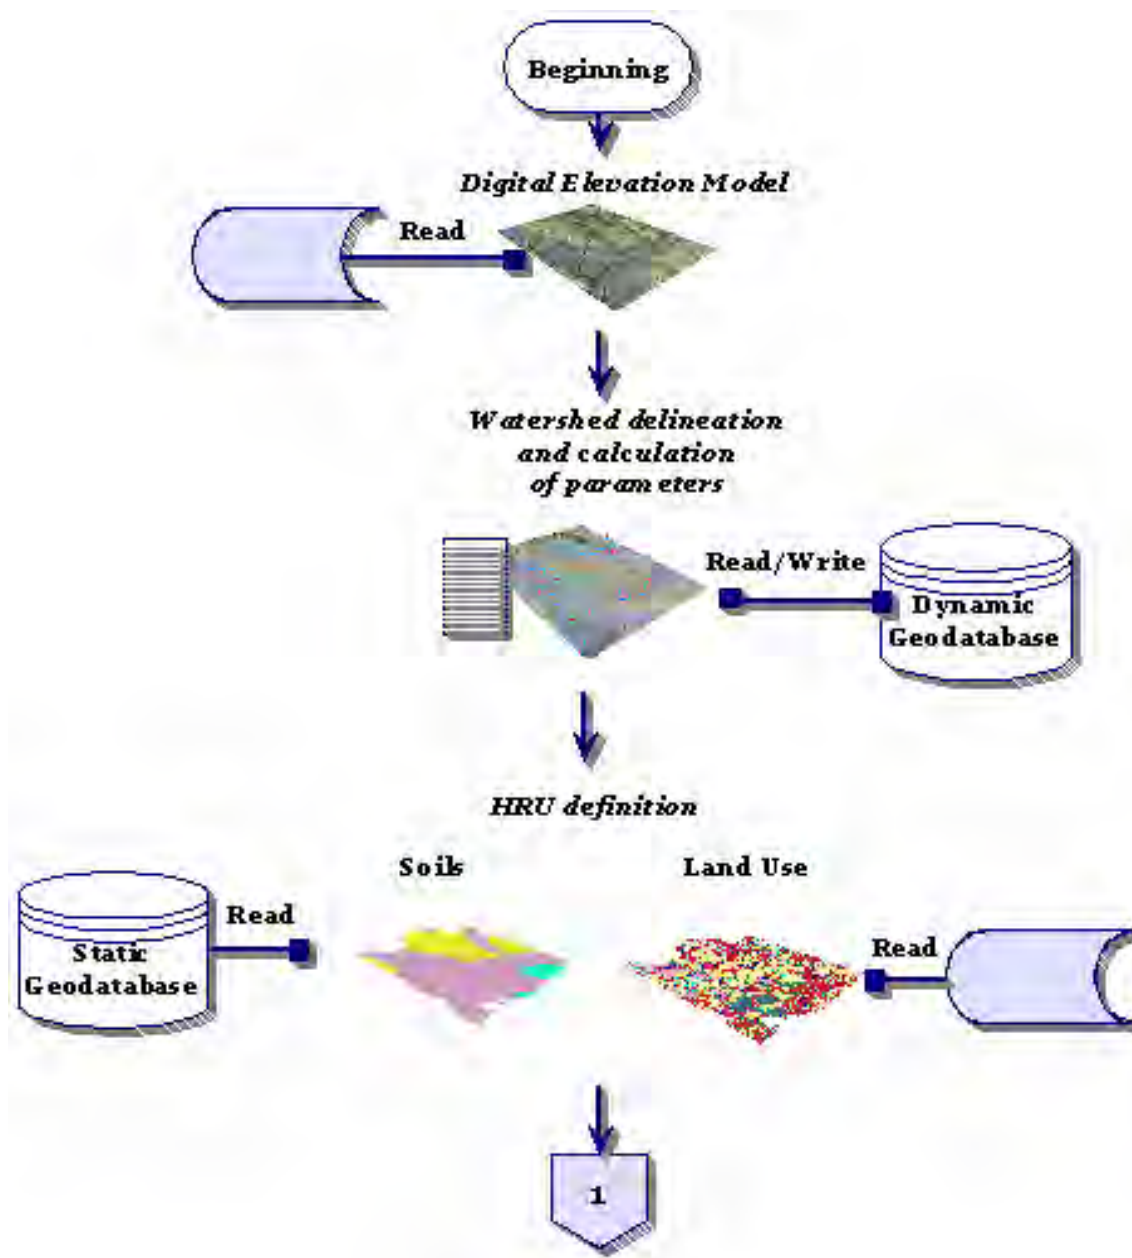 Beginning
Digital Elevation Model
Read
Watershed delineation
and calculation
of parameters
Read/Write
Dynamic
Geodatabase
HRU definition
Soils
Land Use
Read
Static
Geodatabase
Read
1